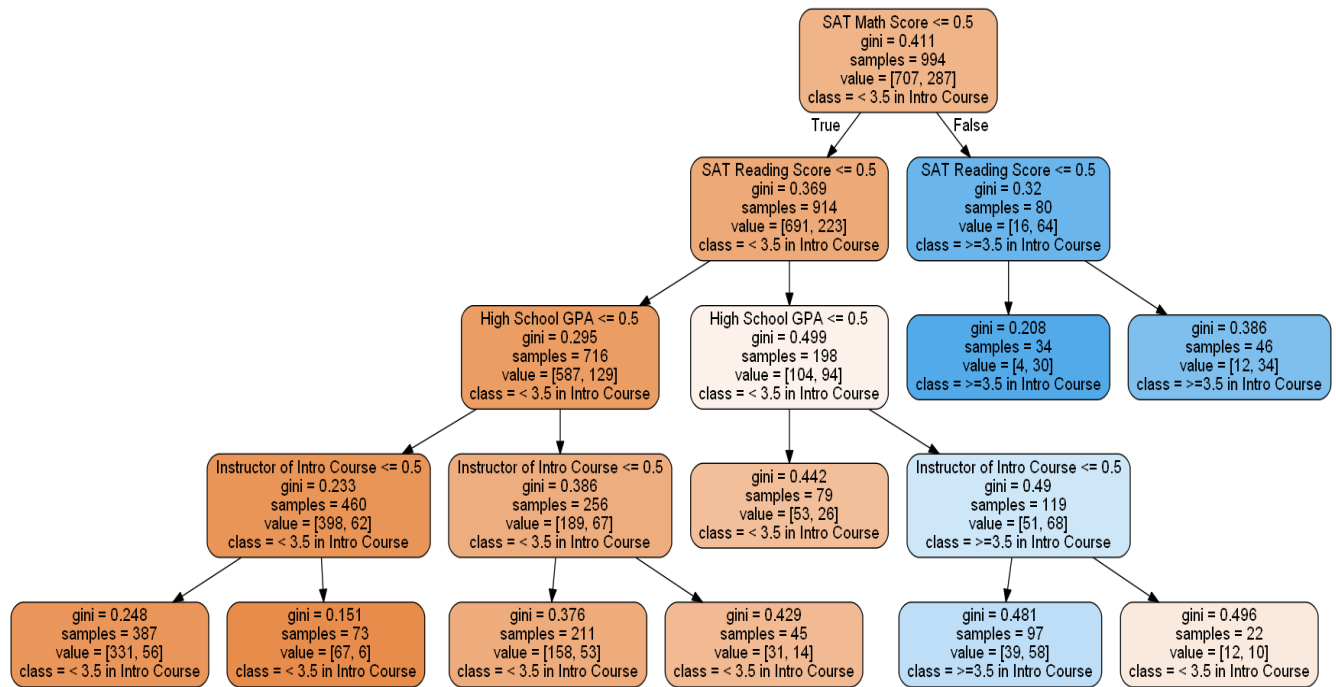 SAT Math Score <= 0.5
gini = 0.411
samples = 994
value = [707, 287]
class = < 3.5 in Intro Course
True
False
SAT Reading Score <= 0.5
gini = 0.369
samples = 914
value = [691, 223]
class = < 3.5 in Intro Course
SAT Reading Score <= 0.5
gini = 0.32
samples = 80
value = [16, 64]
class = >=3.5 in Intro Course
High School GPA <= 0.5
gini = 0.295
samples = 716
value = [587, 129]
class = < 3.5 in Intro Course
High School GPA <= 0.5
gini = 0.499
samples = 198
value = [104, 94]
class = < 3.5 in Intro Course
gini = 0.208
samples = 34
value = [4, 30]
class = >=3.5 in Intro Course
gini = 0.386
samples = 46
value = [12, 34]
class = >=3.5 in Intro Course
Instructor of Intro Course <= 0.5
gini = 0.233
samples = 460
value = [398, 62]
class = < 3.5 in Intro Course
Instructor of Intro Course <= 0.5
gini = 0.386
samples = 256
value = [189, 67]
class = < 3.5 in Intro Course
gini = 0.442
samples = 79
value = [53, 26]
class = < 3.5 in Intro Course
Instructor of Intro Course <= 0.5
gini = 0.49
samples = 119
value = [51, 68]
class = >=3.5 in Intro Course
gini = 0.248
samples = 387
value = [331, 56]
class = < 3.5 in Intro Course
gini = 0.151
samples = 73
value = [67, 6]
class = < 3.5 in Intro Course
gini = 0.376
samples = 211
value = [158, 53]
class = < 3.5 in Intro Course
gini = 0.429
samples = 45
value = [31, 14]
class = < 3.5 in Intro Course
gini = 0.481
samples = 97
value = [39, 58]
class = >=3.5 in Intro Course
gini = 0.496
samples = 22
value = [12, 10]
class = < 3.5 in Intro Course